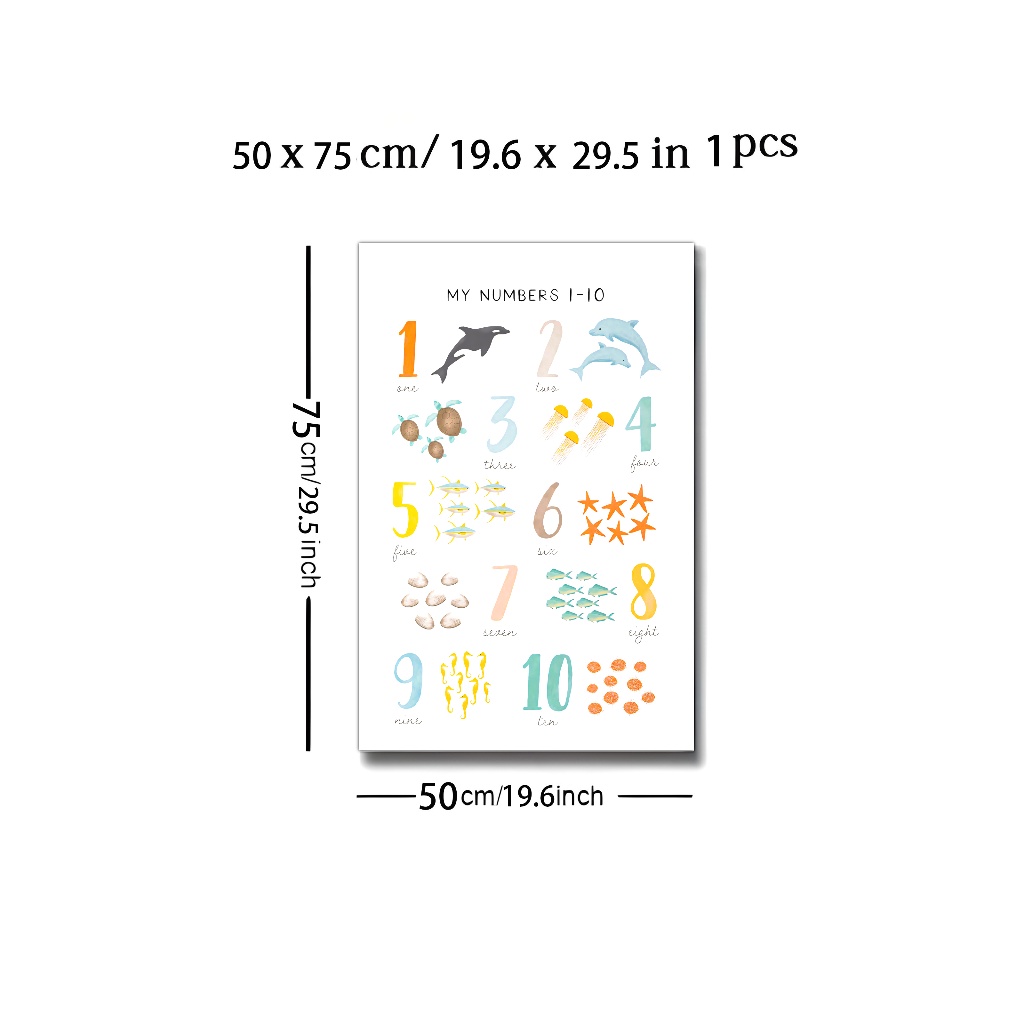 50 x 75 cm/ 19.6 x 29.5 in 1 pcs
75cm/29.5inch
MY NUMBERS 1-10
1 2
one two
3 4
three four
5 6
five six
7 8
seven eight
9 10
nine ten
50cm/19.6inch